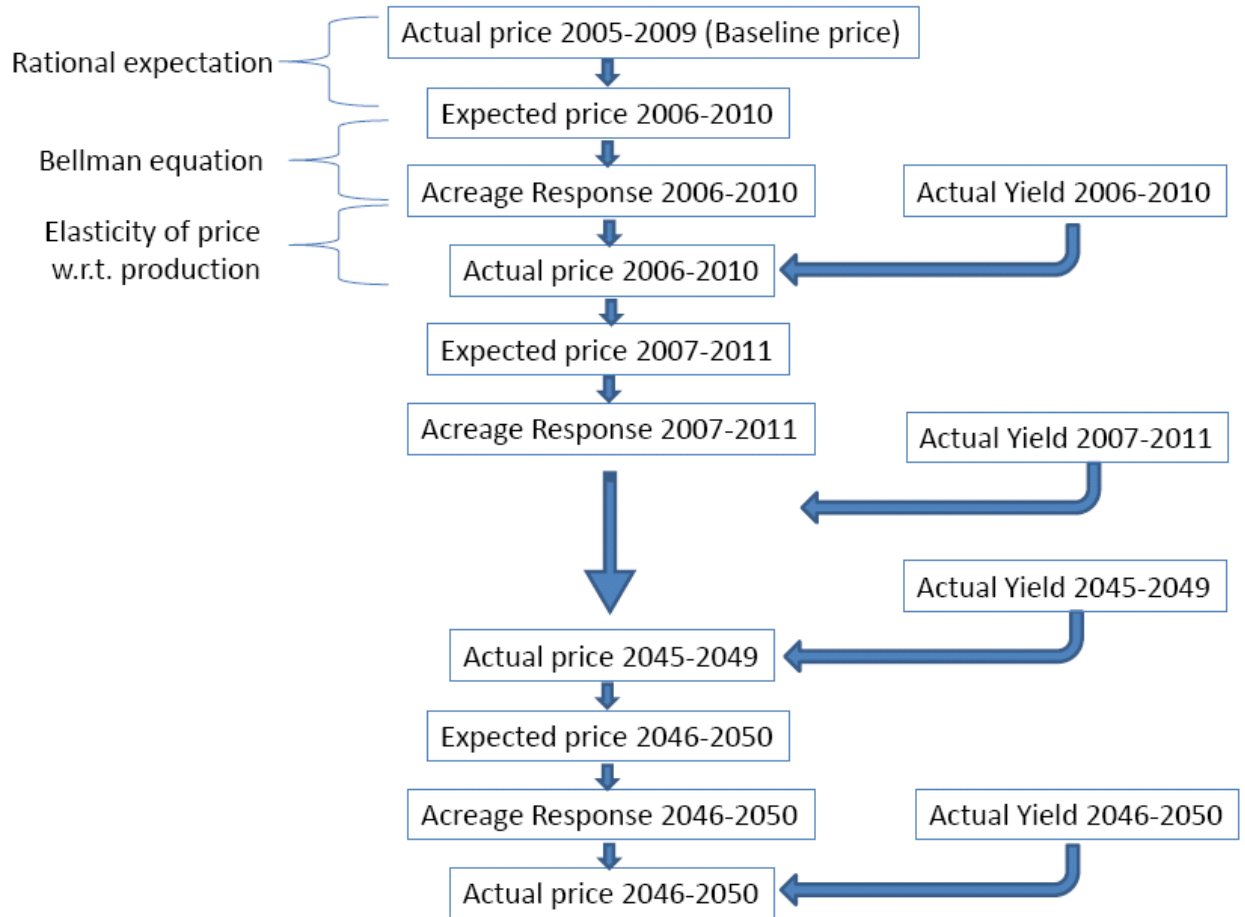 Actual price 2005-2009 (Baseline price)
Rational expectation
Expected price 2006-2010
Bellman equation
Acreage Response 2006-2010
Actual Yield 2006-2010
Elasticity of price
w.r.t. production
Actual price 2006-2010
Expected price 2007-2011
Acreage Response 2007-2011
Actual Yield 2007-2011
Actual Yield 2045-2049
Actual price 2045-2049
Expected price 2046-2050
Acreage Response 2046-2050
Actual Yield 2046-2050
Actual price 2046-2050